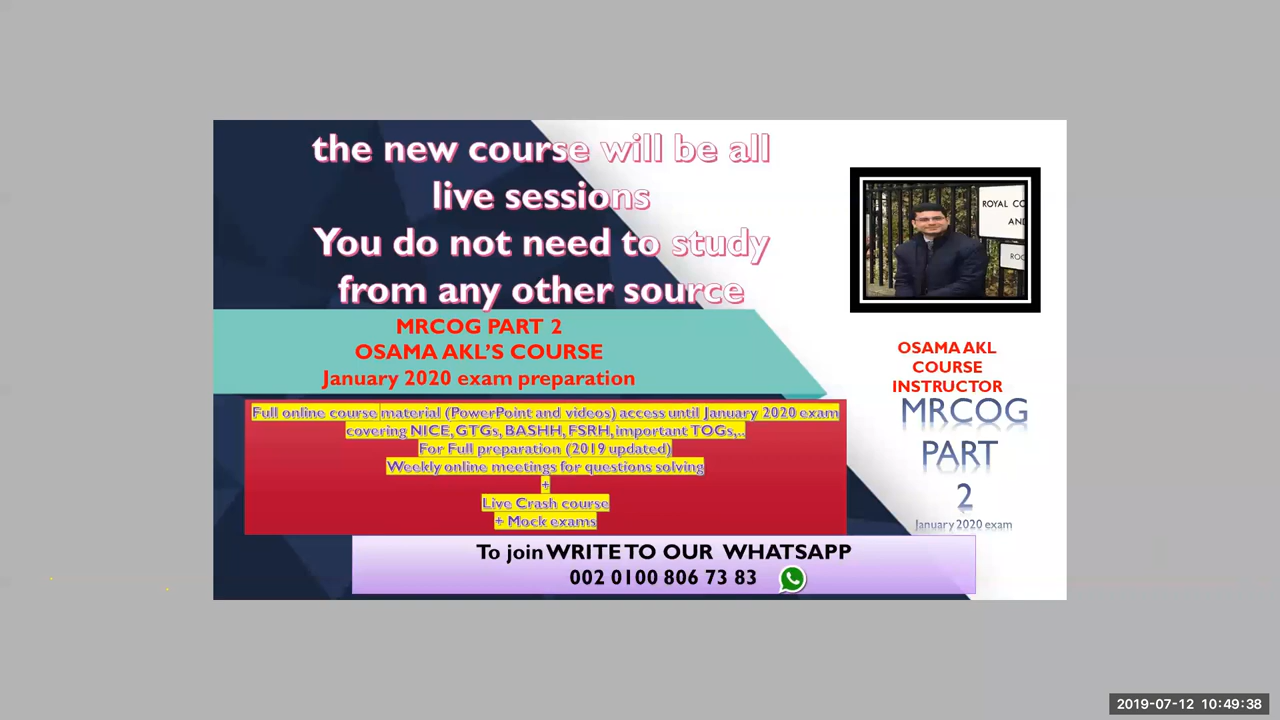 the new course will be all
live sessions
You do not need to study
from any other source
MRCOG PART 2
OSAMA AKL'S COURSE
January 2020 exam preparation
Full online course material (PowerPoint and videos) access until January 2020 exam
covering NICE, GTGs, BASHH, FSRH, important TOGs,..
For Full preparation (2019 updated)
Weekly online meetings for questions solving
+
Live Crash course
+ Mock exams
To join WRITE TO OUR WHATSAPP
002 0100 806 73 83
ROYAL CO
AN
ROC
OSAMA AKL
COURSE
INSTRUCTOR
MRCOG
PART
2
January 2020 exam
2019-07-12 10:49:38